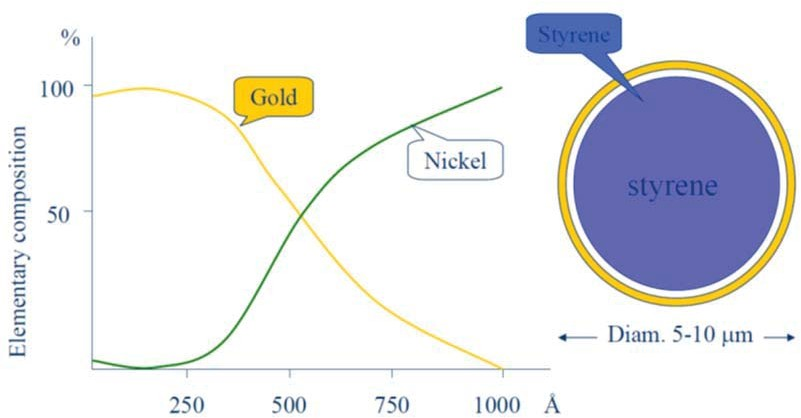 %
100
50
Elementary composition
Gold
Nickel
250
500
750
1000
Å
Styrene
styrene
Diam. 5-10 μm